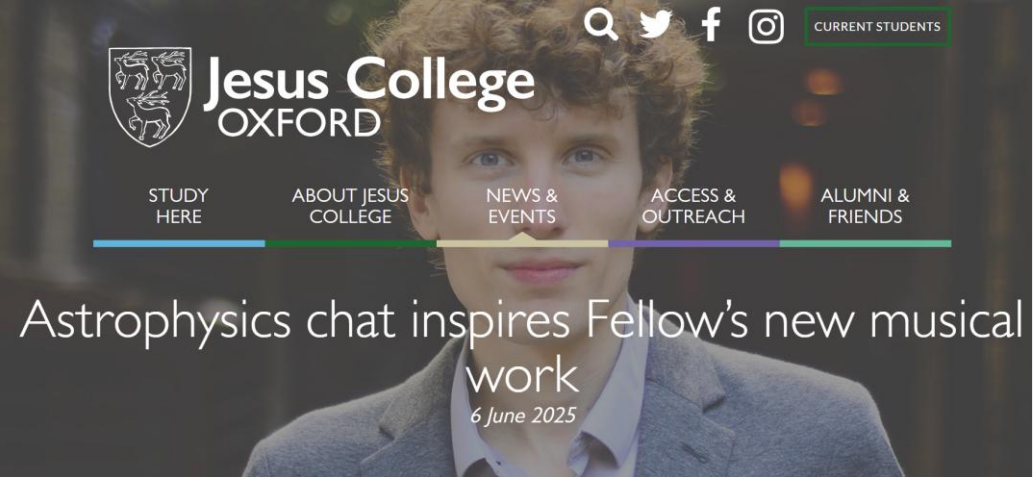 CURRENT STUDENTS
Jesus College
OXFORD
STUDY
HERE
ABOUT JESUS
COLLEGE
NEWS &
EVENTS
ACCESS &
OUTREACH
ALUMNI &
FRIENDS
Astrophysics chat inspires Fellow’s new musical
work
6 June 2025